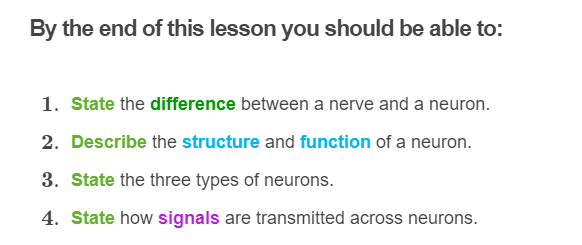 By the end of this lesson you should be able to:
1. State the difference between a nerve and a neuron.
2. Describe the structure and function of a neuron.
3. State the three types of neurons.
4. State how signals are transmitted across neurons.